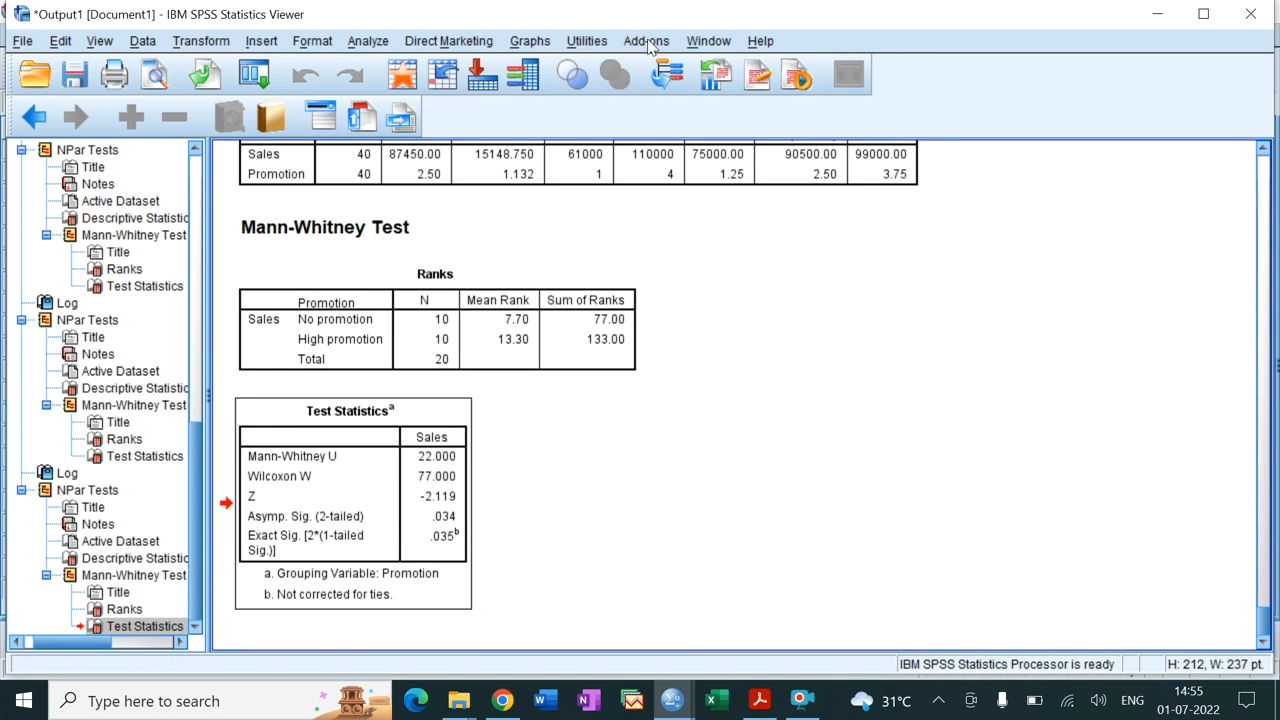 *Output1 [Document1] - IBM SPSS Statistics Viewer
File Edit View Data Transform Insert Format Analyze Direct Marketing Graphs Utilities Add-ons Window Help
NPar Tests
Title
Notes
Active Dataset
Descriptive Statistic
Mann-Whitney Test
Title
Ranks
Test Statistics
Log
NPar Tests
Title
Notes
Active Dataset
Descriptive Statistic
Mann-Whitney Test
Title
Ranks
Test Statistics
Log
NPar Tests
Title
Notes
Active Dataset
Descriptive Statistic
Mann-Whitney Test
Title
Ranks
Test Statistics
Sales 40 87450.00 15148.750 61000 110000 75000.00 90500.00 99000.00
Promotion 40 2.50 1.132 1 4 1.25 2.50 3.75
Mann-Whitney Test
Ranks
Promotion N Mean Rank Sum of Ranks
Sales No promotion 10 7.70 77.00
High promotion 10 13.30 133.00
Total 20
Test Statistics^a
Sales
Mann-Whitney U 22.000
Wilcoxon W 77.000
Z -2.119
Asymp. Sig. (2-tailed) .034
Exact Sig. [2*(1-tailed .035^b
Sig.)]
a. Grouping Variable: Promotion
b. Not corrected for ties.
IBM SPSS Statistics Processor is ready H: 212, W: 237 pt.
Type here to search
31°C ENG 14:55
01-07-2022